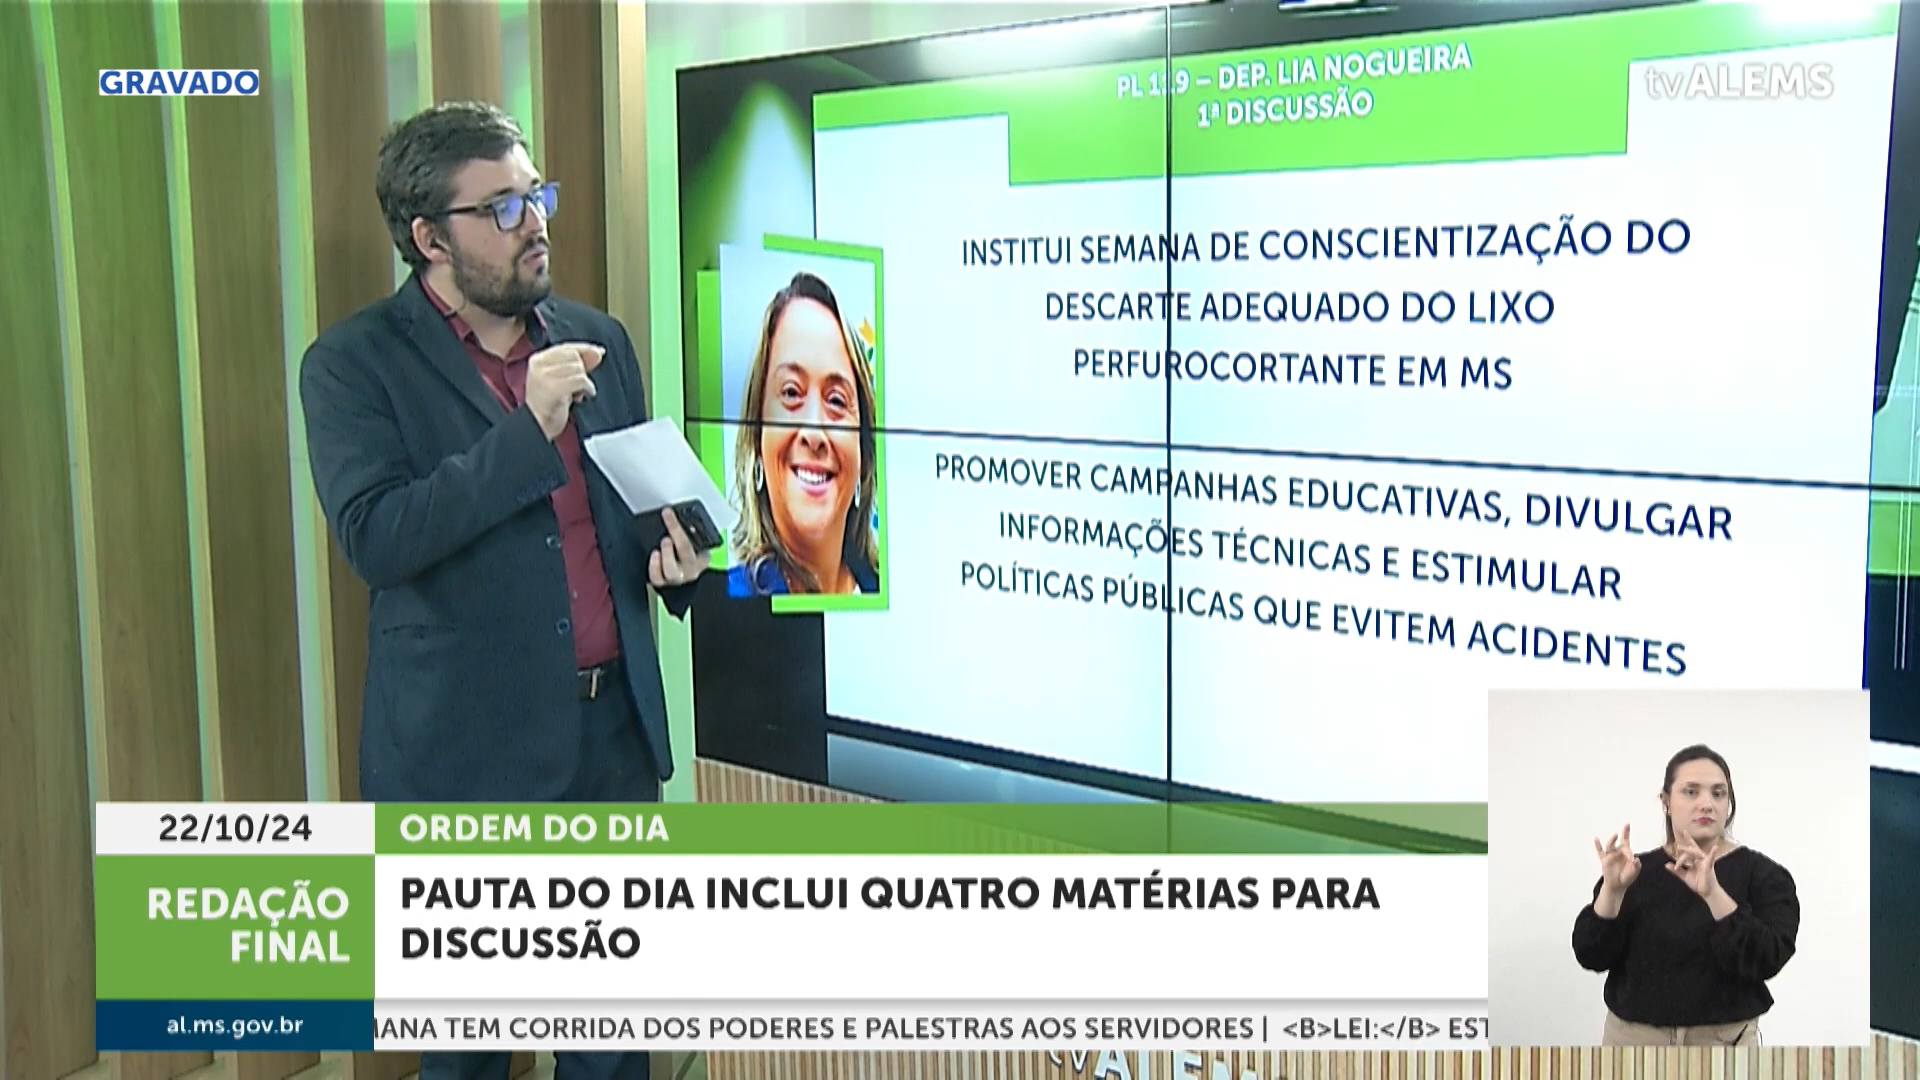 GRAVADO
PL 119 – DEP. LIA NOGUEIRA
1ª DISCUSSÃO
tvALEMS
INSTITUI SEMANA DE CONSCIENTIZAÇÃO DO
DESCARTE ADEQUADO DO LIXO
PERFUROCORTANTE EM MS
PROMOVER CAMPANHAS EDUCATIVAS, DIVULGAR
INFORMAÇÕES TÉCNICAS E ESTIMULAR
POLÍTICAS PÚBLICAS QUE EVITEM ACIDENTES
22/10/24
ORDEM DO DIA
REDAÇÃO
FINAL
PAUTA DO DIA INCLUI QUATRO MATÉRIAS PARA
DISCUSSÃO
al.ms.gov.br
MANA TEM CORRIDA DOS PODERES E PALESTRAS AOS SERVIDORES | <B>LEI:</B> EST
tvALEMS